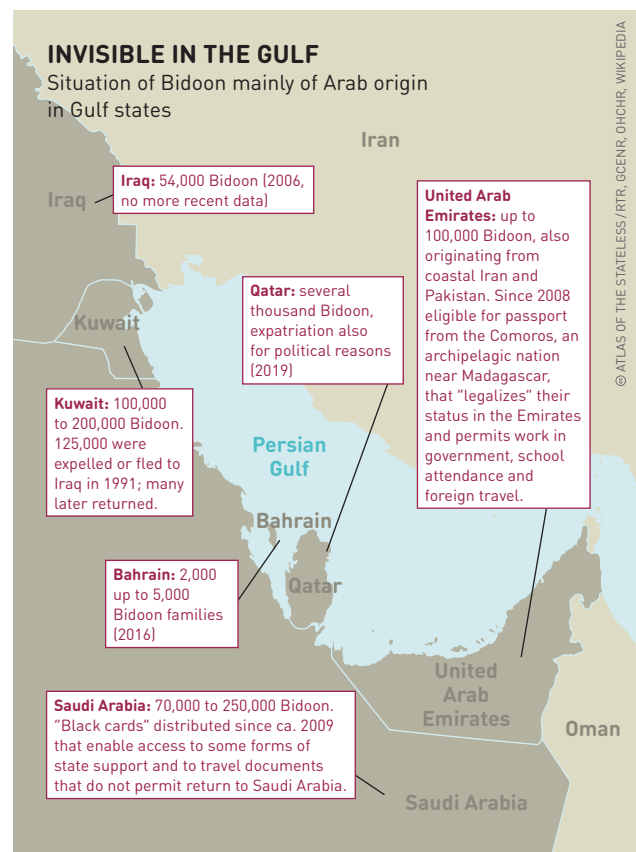 INVISIBLE IN THE GULF
Situation of Bidoon mainly of Arab origin
in Gulf states
Iran
Iraq
Iraq: 54,000 Bidoon (2006,
no more recent data)
United Arab
Emirates: up to
100,000 Bidoon, also
originating from
coastal Iran and
Pakistan. Since 2008
eligible for passport
from the Comoros, an
archipelagic nation
near Madagascar,
that "legalizes" their
status in the Emirates
and permits work in
government, school
attendance and
foreign travel.
Qatar: several
thousand Bidoon,
expatriation also
for political reasons
(2019)
Kuwait
Kuwait: 100,000
to 200,000 Bidoon.
125,000 were
expelled or fled to
Iraq in 1991; many
later returned.
Persian
Gulf
Bahrain
Bahrain: 2,000
up to 5,000
Bidoon families
(2016)
Qatar
United
Arab
Emirates
Oman
Saudi Arabia: 70,000 to 250,000 Bidoon.
"Black cards" distributed since ca. 2009
that enable access to some forms of
state support and to travel documents
that do not permit return to Saudi Arabia.
Saudi Arabia
ATLAS OF THE STATELESS / RTR, GCENR, OHCHR, WIKIPEDIA